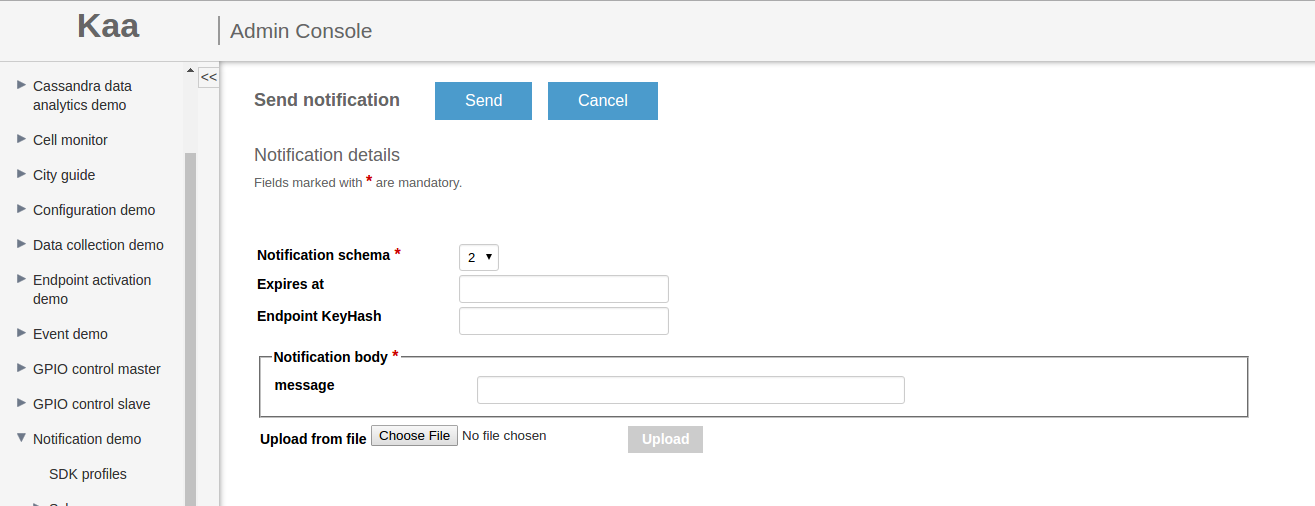 Kaa
Admin Console
<<
Cassandra data
analytics demo
Cell monitor
City guide
Configuration demo
Data collection demo
Endpoint activation
demo
Event demo
GPIO control master
GPIO control slave
Notification demo
SDK profiles
Send notification
Send
Cancel
Notification details
Fields marked with * are mandatory.
Notification schema *
2
Expires at
Endpoint KeyHash
Notification body *
message
Upload from file
Choose File
No file chosen
Upload